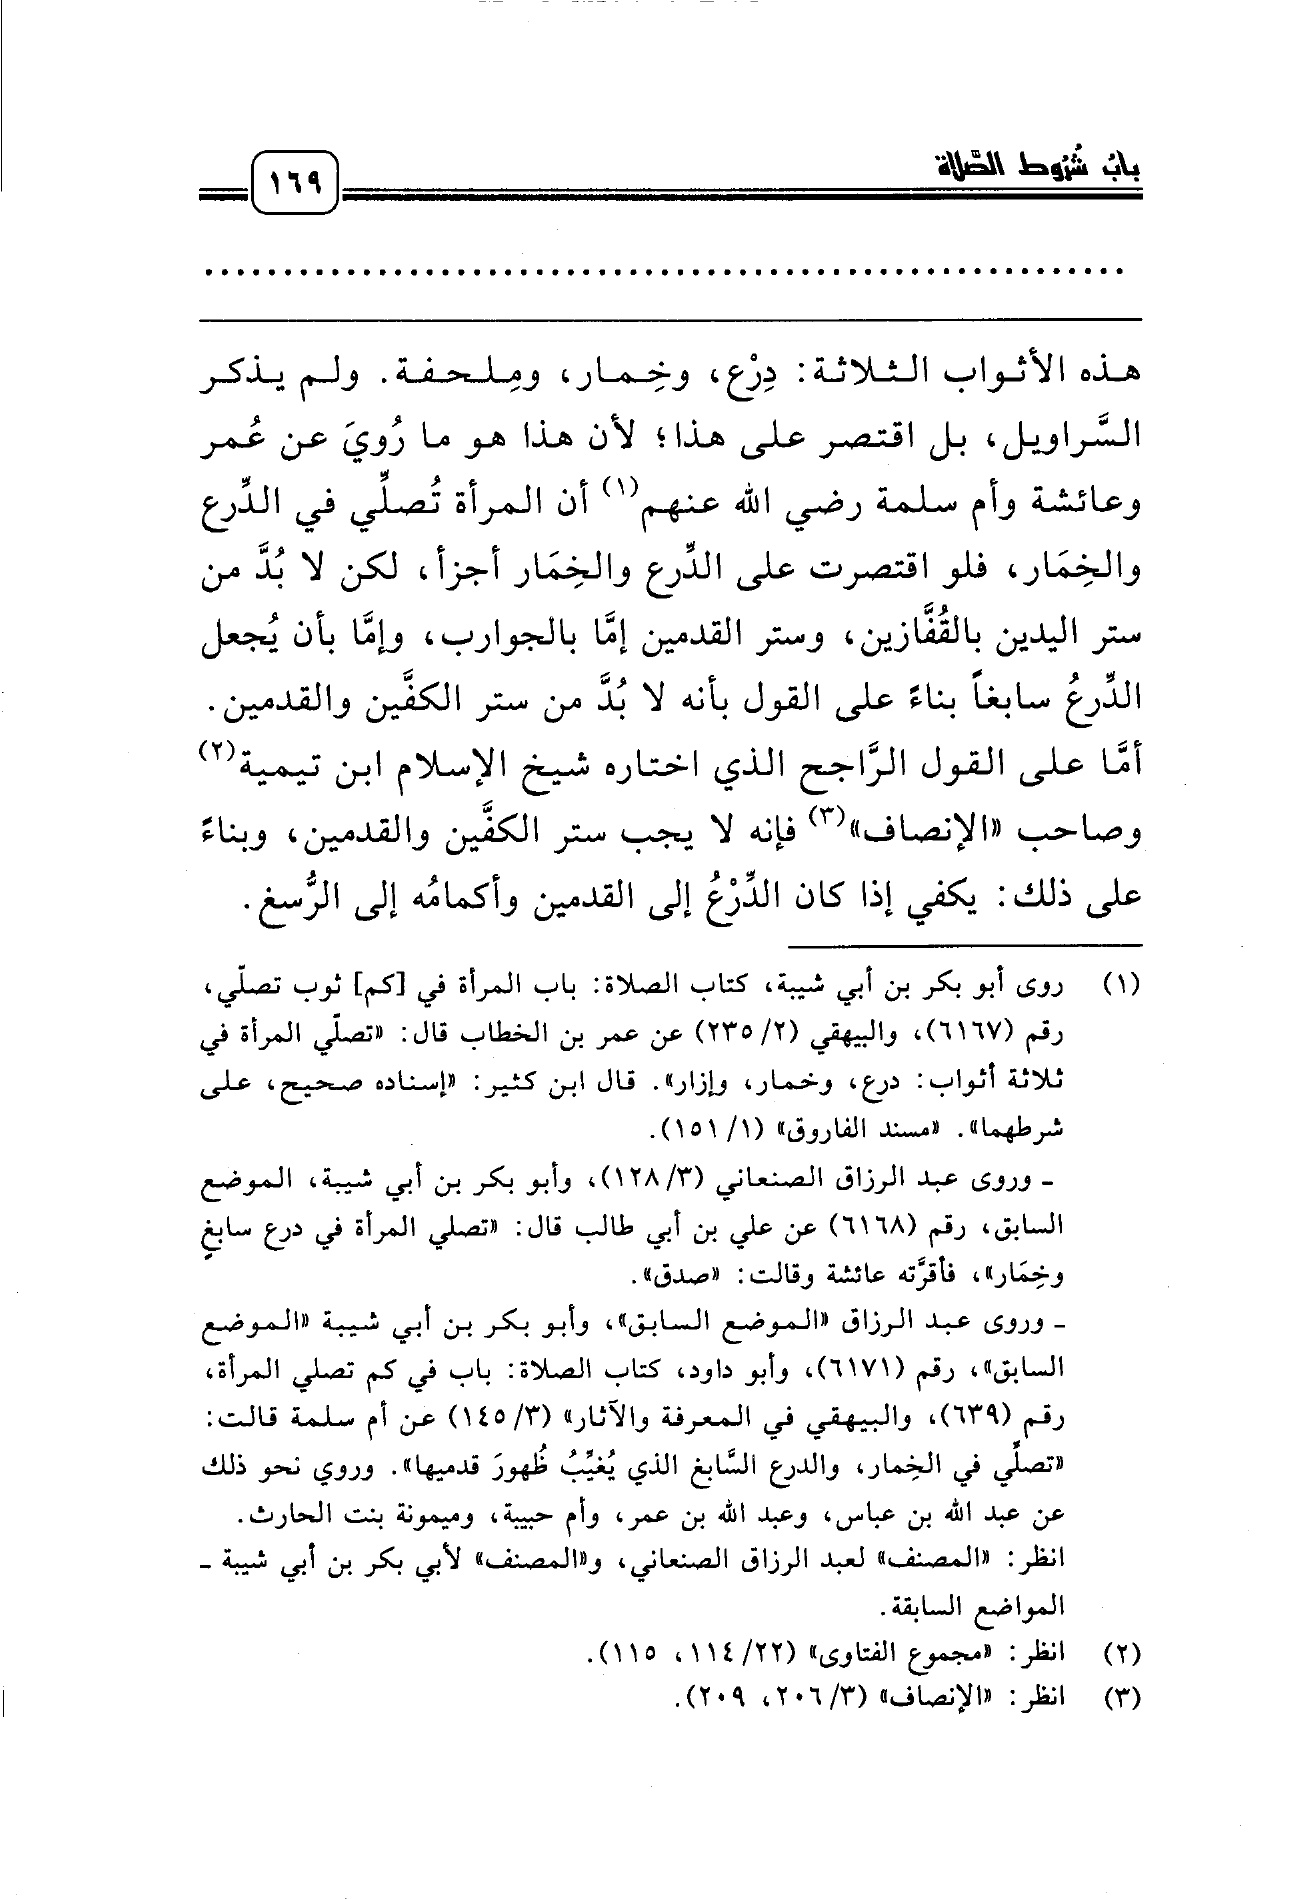 باب شُرُوط الصَّلاة
١٦٩
هذه الأثواب الثلاثة: دِرْع، وخِمار، ومِلحفة. ولم يذكر
السَّراويل، بل اقتصر على هذا؛ لأن هذا هو ما رُويَ عن عُمر
وعائشة وأم سلمة رضي الله عنهم(١) أن المرأة تُصلِّي في الدِّرع
والخِمَار، فلو اقتصرت على الدِّرع والخِمَار أجزأ، لكن لا بُدَّ من
ستر اليدين بالقُفَّازين، وستر القدمين إمَّا بالجوارب، وإمَّا بأن يُجعل
الدِّرعُ سابغاً بناءً على القول بأنه لا بُدَّ من ستر الكفَّين والقدمين.
أمَّا على القول الرَّاجح الذي اختاره شيخ الإسلام ابن تيمية(٢)
وصاحب «الإنصاف»(٣) فإنه لا يجب ستر الكفَّين والقدمين، وبناءً
على ذلك: يكفي إذا كان الدِّرْعُ إلى القدمين وأكمامُه إلى الرُّسغ.
(١) روى أبو بكر بن أبي شيبة، كتاب الصلاة: باب المرأة في [كم] ثوب تصلّي،
رقم (٦١٦٧)، والبيهقي (٢/ ٢٣٥) عن عمر بن الخطاب قال: «تصلّي المرأة في
ثلاثة أثواب: درع، وخمار، وإزار». قال ابن كثير: «إسناده صحيح، على
شرطهما». «مسند الفاروق» (١/ ١٥١).
ـ وروى عبد الرزاق الصنعاني (٣/ ١٢٨)، وأبو بكر بن أبي شيبة، الموضع
السابق، رقم (٦١٦٨) عن علي بن أبي طالب قال: «تصلي المرأة في درع سابغٍ
وخِمَار»، فأقرَّته عائشة وقالت: «صدق».
ـ وروى عبد الرزاق «الموضع السابق»، وأبو بكر بن أبي شيبة «الموضع
السابق»، رقم (٦١٧١)، وأبو داود، كتاب الصلاة: باب في كم تصلي المرأة،
رقم (٦٣٩)، والبيهقي في المعرفة والآثار» (٣/ ١٤٥) عن أم سلمة قالت:
«تصلِّي في الخِمار، والدرع السَّابغ الذي يُغيِّبُ ظُهورَ قدميها». وروي نحو ذلك
عن عبد الله بن عباس، وعبد الله بن عمر، وأم حبيبة، وميمونة بنت الحارث.
انظر: «المصنف» لعبد الرزاق الصنعاني، و«المصنف» لأبي بكر بن أبي شيبة ـ
المواضع السابقة.
(٢) انظر: «مجموع الفتاوى» (٢٢/ ١١٤، ١١٥).
(٣) انظر: «الإنصاف» (٣/ ٢٠٦، ٢٠٩).